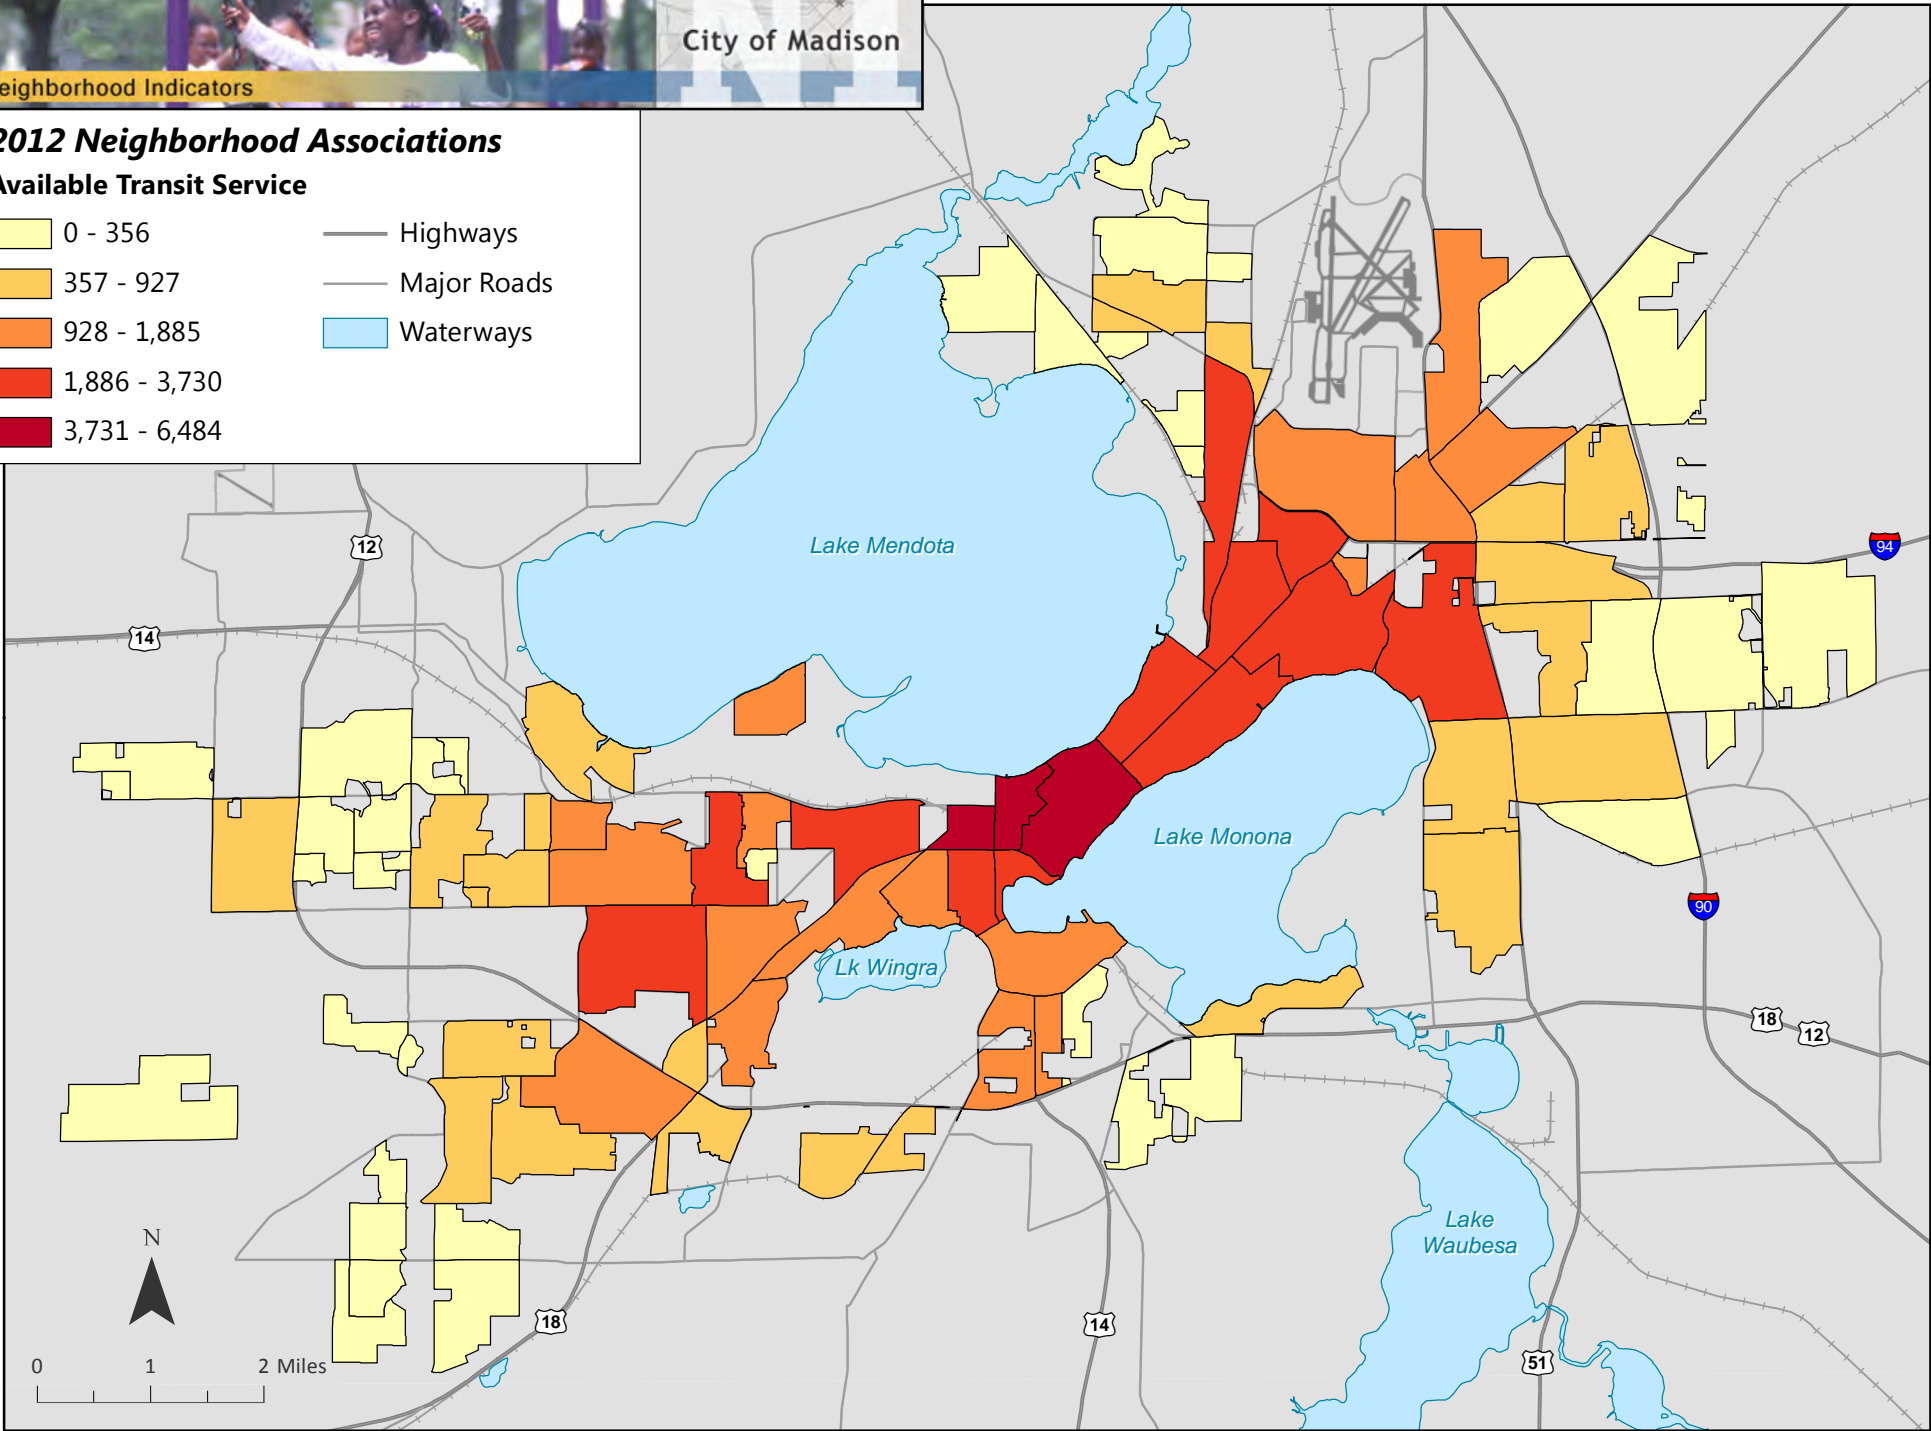 City of Madison
eighborhood Indicators
2012 Neighborhood Associations
Available Transit Service
0 - 356
Highways
357 - 927
Major Roads
928 - 1,885
Waterways
1,886 - 3,730
3,731 - 6,484
Lake Mendota
12
94
14
Lake Monona
90
Lk Wingra
18
12
Lake
Waubesa
N
18
14
0 1 2 Miles
51